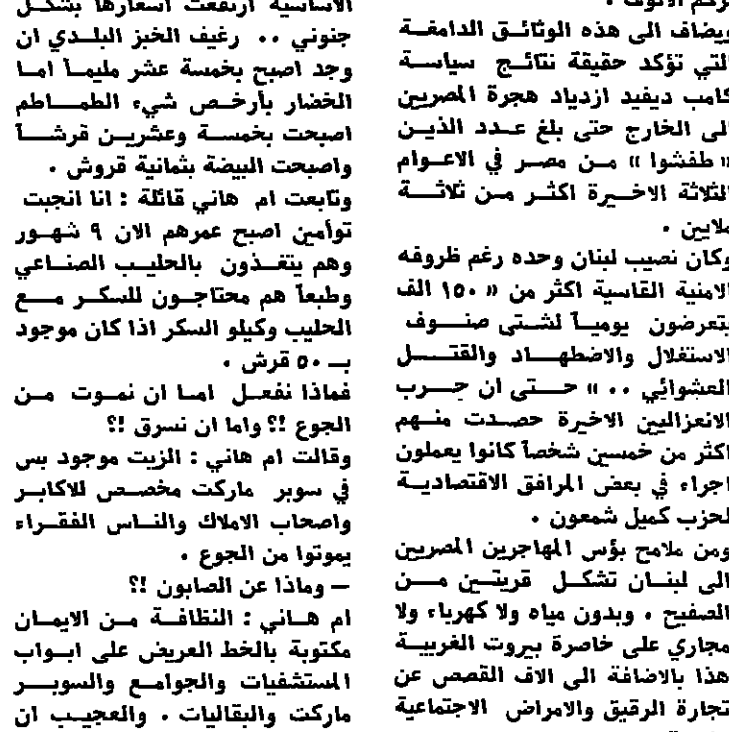 بركم الالوف .
ويضاف الى هذه الوثائق الدامغة
التي تؤكد حقيقة نتائج سياسة
كامب ديفيد ازدياد هجرة المصريين
الى الخارج حتى بلغ عدد الذين
« طفشوا » من مصر في الاعوام
الثلاثة الاخيرة اكثر من ثلاثة
ملايين .
وكان نصيب لبنان وحده رغم ظروفه
الامنية القاسية اكثر من « ١٥٠ الف
يتعرضون يومياً لشتى صنوف
الاستغلال والاضطهاد والقتل
العشوائي .. » حتى ان حرب
الانعزاليين الاخيرة حصدت منهم
اكثر من خمسين شخصاً كانوا يعملون
اجراء في بعض المرافق الاقتصادية
لحزب كميل شمعون .
ومن ملامح بؤس المهاجرين المصريين
الى لبنان تشكل قريتين من
الصفيح . وبدون مياه ولا كهرباء ولا
مجاري على خاصرة بيروت الغربية
هذا بالاضافة الى الاف القصص عن
تجارة الرقيق والامراض الاجتماعية
الاساسية ارتفعت اسعارها بشكل
جنوني .. رغيف الخبز البلدي ان
وجد اصبح بخمسة عشر مليماً اما
الخضار بأرخص شيء الطماطم
اصبحت بخمسة وعشرين قرشاً
واصبحت البيضة بثمانية قروش .
وتابعت ام هاني قائلة : انا انجبت
توأمين اصبح عمرهم الان ٩ شهور
وهم يتغذون بالحليب الصناعي
وطبعاً هم محتاجون للسكر مع
الحليب وكيلو السكر اذا كان موجود
بـ ٥٠ قرش .
فماذا نفعل اما ان نموت من
الجوع !؟ واما ان نسرق !؟
وقالت ام هاني : الزيت موجود بس
في سوبر ماركت مخصص للاكابر
واصحاب الاملاك والناس الفقراء
يموتوا من الجوع .
— وماذا عن الصابون !؟
ام هاني : النظافة من الايمان
مكتوبة بالخط العريض على ابواب
المستشفيات والجوامع والسوبر
ماركت والبقاليات . والعجيب ان